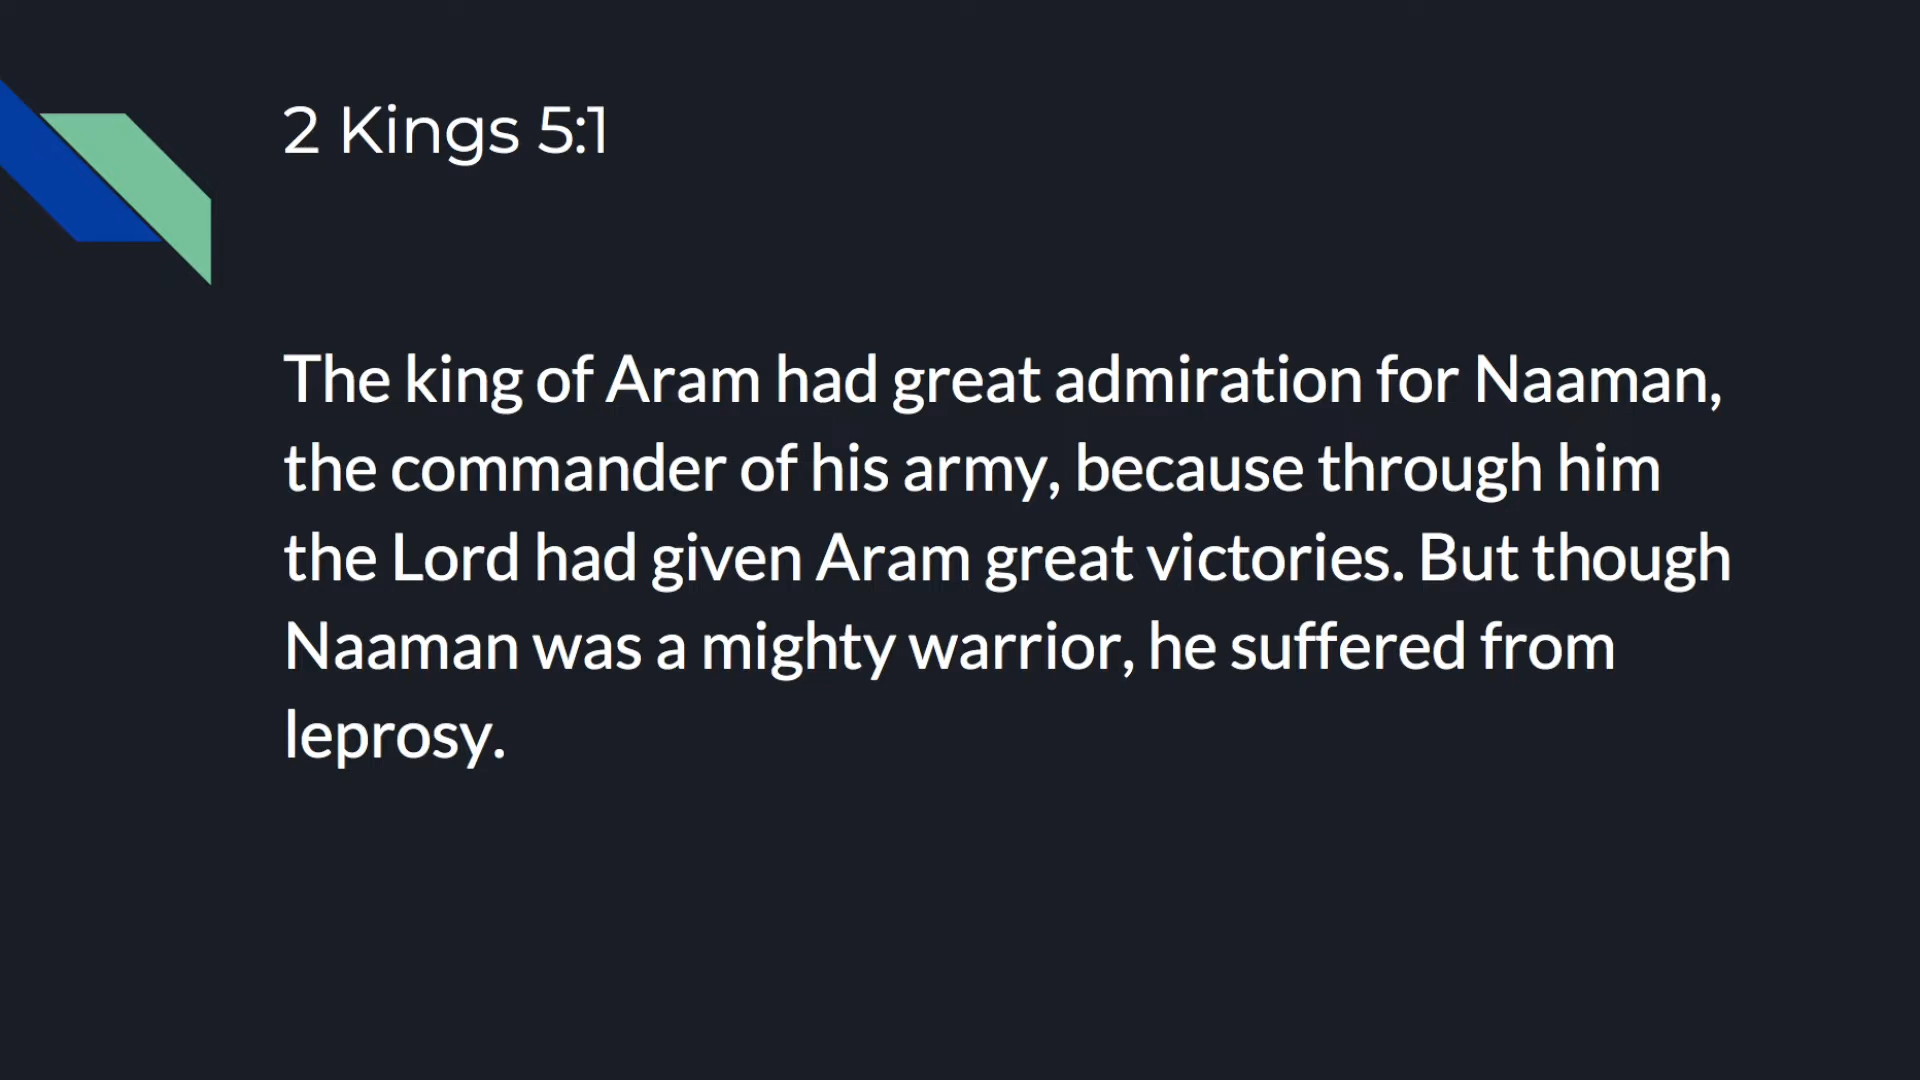 2 Kings 5:1
The king of Aram had great admiration for Naaman,
the commander of his army, because through him
the Lord had given Aram great victories. But though
Naaman was a mighty warrior, he suffered from
leprosy.